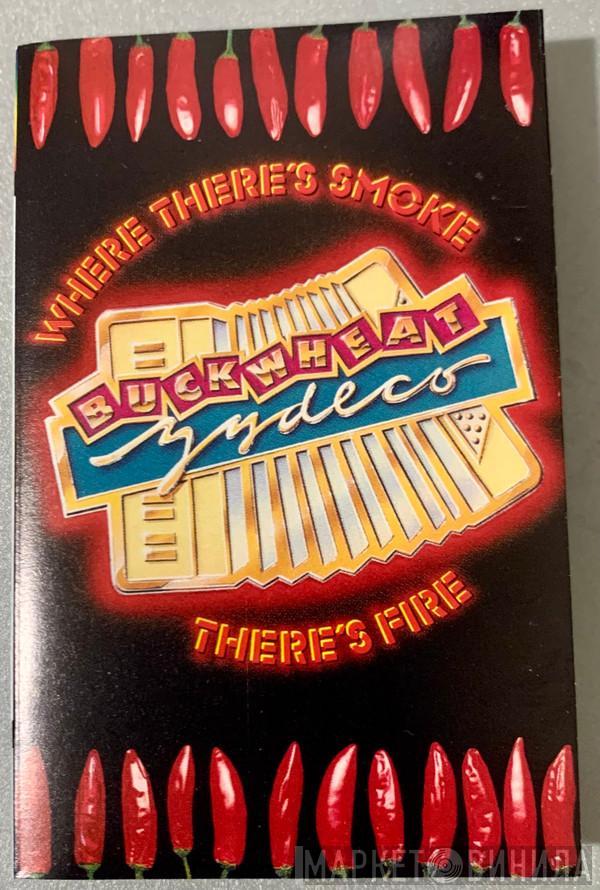 WHERE THERE'S SMOKE
BUCKWHEAT
zydeco
THERE'S FIRE
МАРКЕТ ВИНИЛА